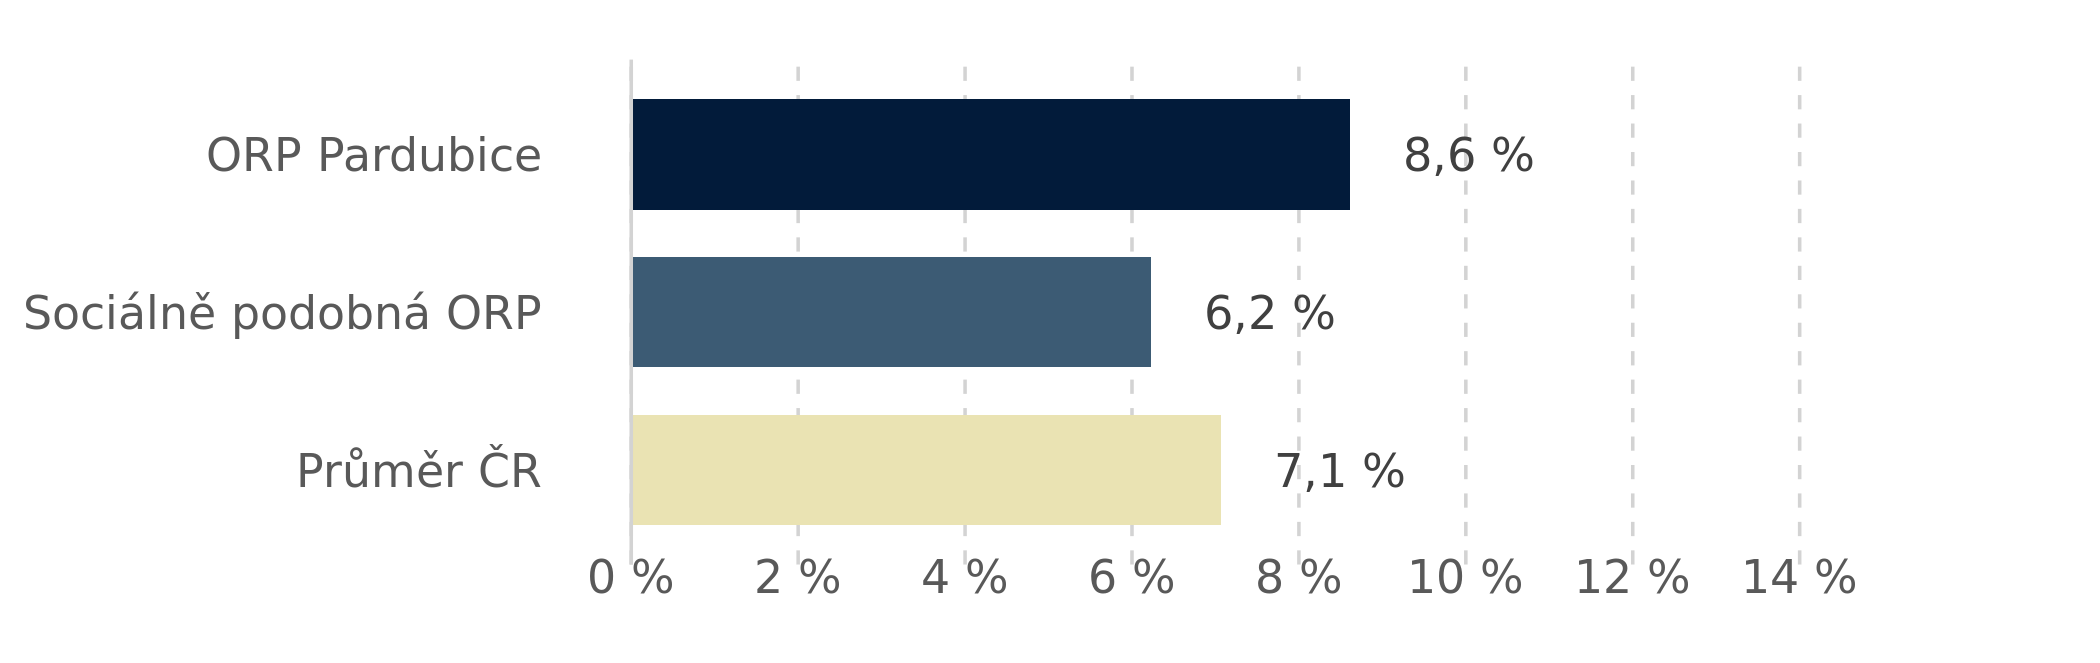 ORP Pardubice
8,6 %
Sociálně podobná ORP
6,2 %
Průměr ČR
7,1 %
0 % 2 % 4 % 6 % 8 % 10 % 12 % 14 %